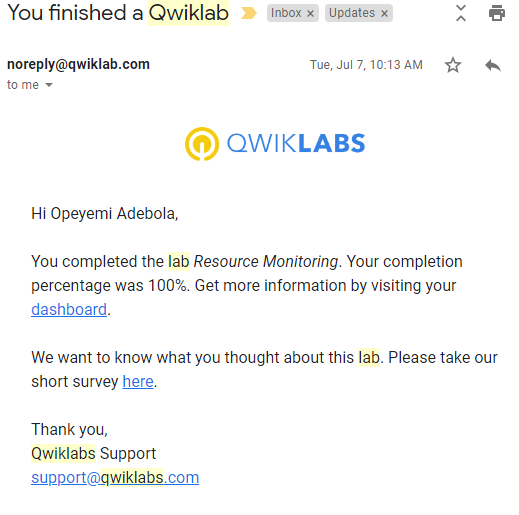 You finished a Qwiklab Inbox x Updates x
noreply@qwiklab.com Tue, Jul 7, 10:13 AM
to me
QWIKLABS
Hi Opeyemi Adebola,
You completed the lab Resource Monitoring. Your completion
percentage was 100%. Get more information by visiting your
dashboard.
We want to know what you thought about this lab. Please take our
short survey here.
Thank you,
Qwiklabs Support
support@qwiklabs.com